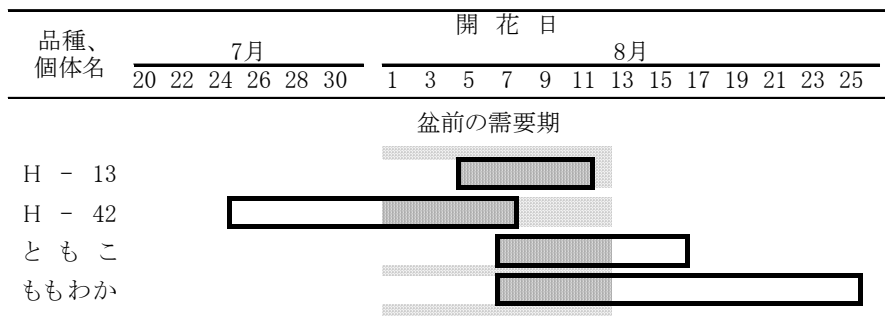 開 花 日
品種、
個体名
7月 8月
20 22 24 26 28 30 1 3 5 7 9 11 13 15 17 19 21 23 25
盆前の需要期
H － 13
H － 42
と も こ
ももわか